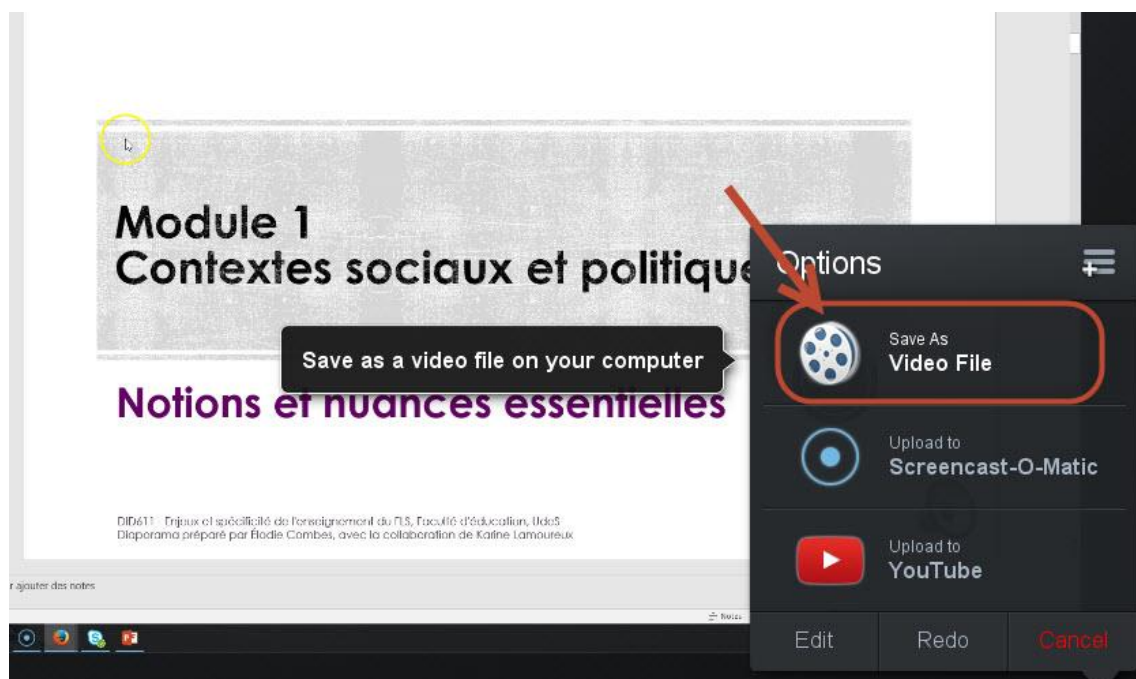 Module 1
Contextes sociaux et politique
Options
Save As
Video File
Save as a video file on your computer
Notions et nuances essentielles
Upload to
Screencast-O-Matic
DID611 - Enjeux et spécificité de l'enseignement du FLS, Faculté d'éducation, UdeS
Diaporama préparé par Élodie Combes, avec la collaboration de Karine Lamoureux
Upload to
YouTube
r ajouter des notes
Notes
Edit Redo Cancel